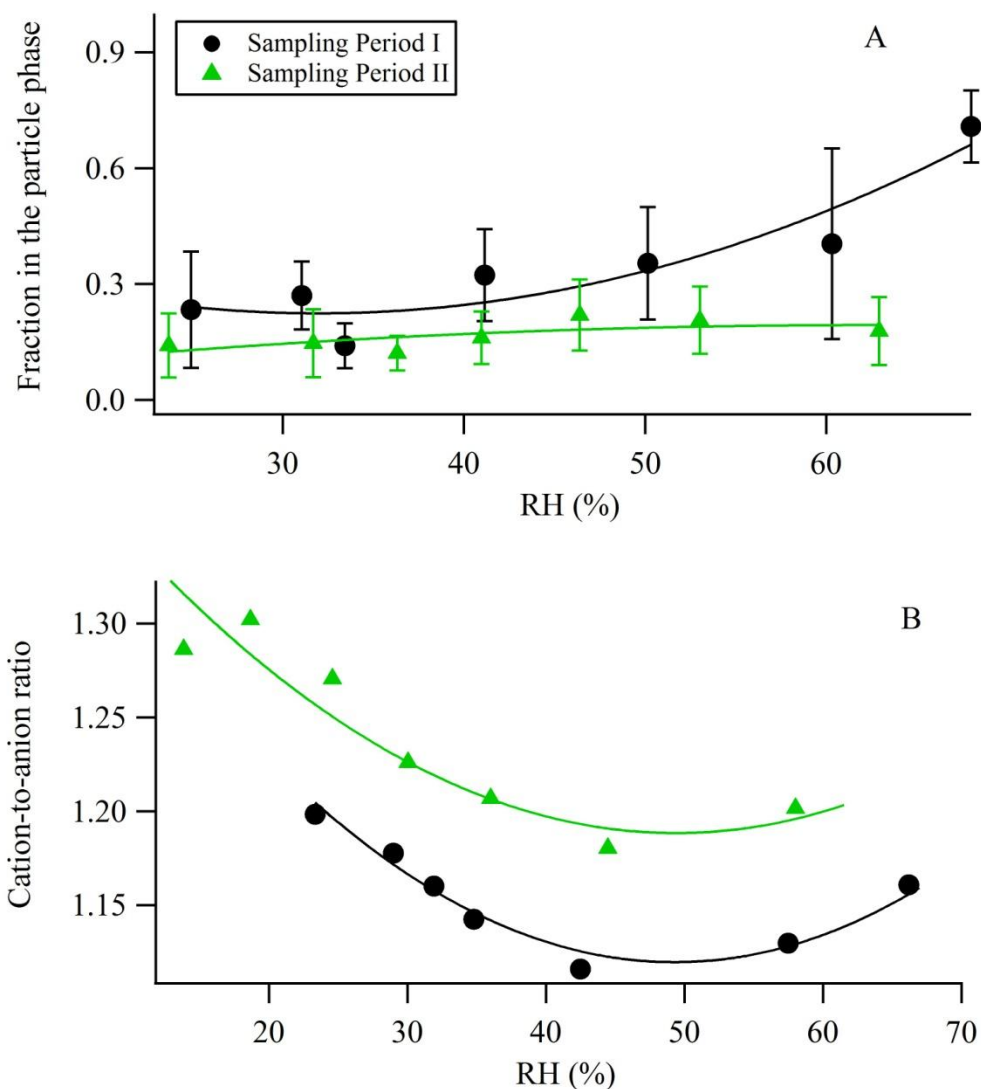 A
Sampling Period I
Sampling Period II
Fraction in the particle phase
0.9
0.6
0.3
0.0
30 40 50 60
RH (%)
B
Cation-to-anion ratio
1.30
1.25
1.20
1.15
20 30 40 50 60 70
RH (%)